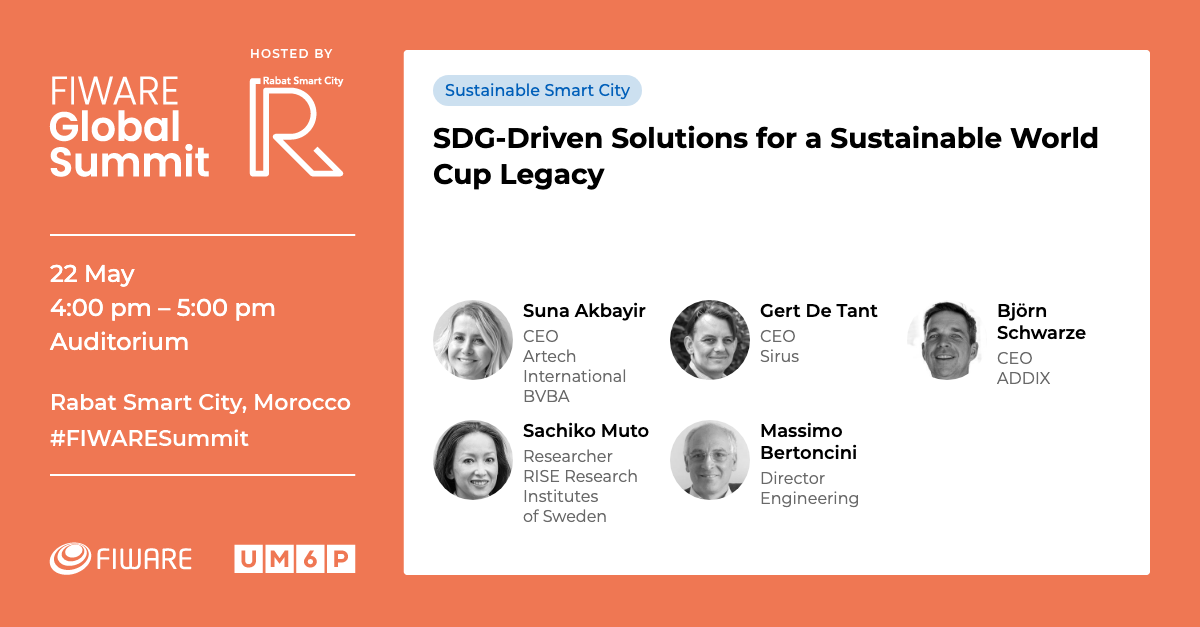 HOSTED BY
FIWARE
Global
Summit
Rabat Smart City
R
22 May
4:00 pm – 5:00 pm
Auditorium
Rabat Smart City, Morocco
#FIWARESummit
FIWARE
UM6P
Sustainable Smart City
SDG-Driven Solutions for a Sustainable World
Cup Legacy
Suna Akbayir
CEO
Artech
International
BVBA
Gert De Tant
CEO
Sirus
Björn
Schwarze
CEO
ADDIX
Sachiko Muto
Researcher
RISE Research
Institutes
of Sweden
Massimo
Bertoncini
Director
Engineering